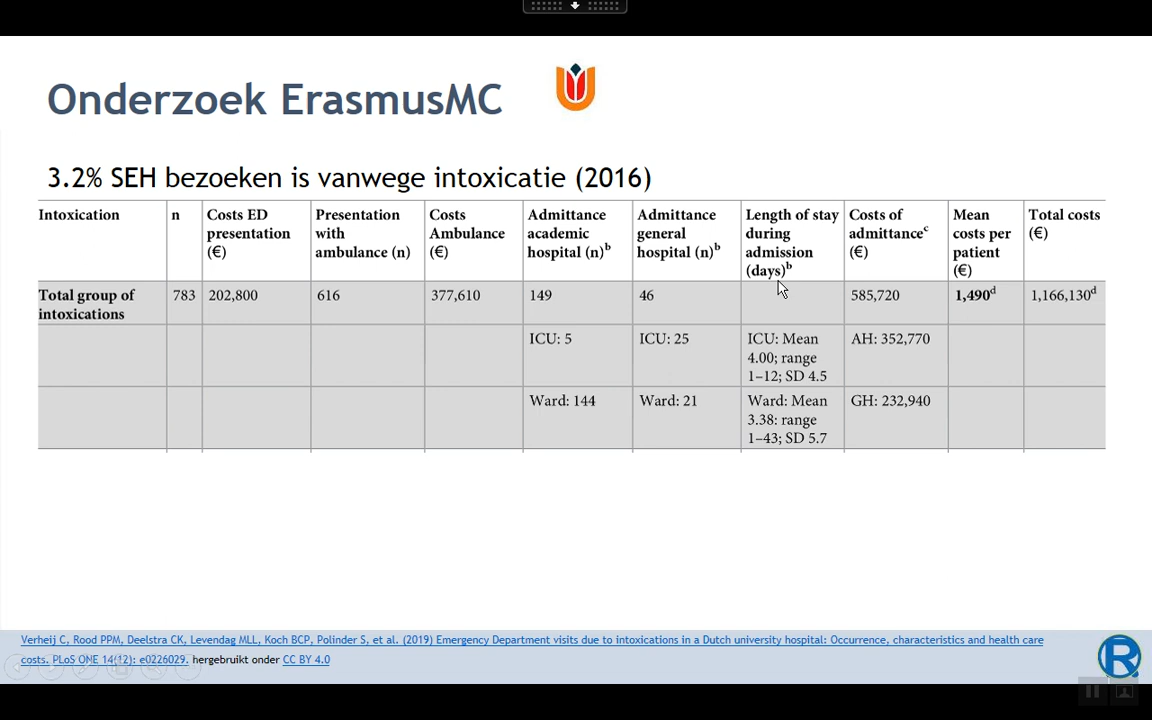 Onderzoek ErasmusMC
3.2% SEH bezoeken is vanwege intoxicatie (2016)
Intoxication n Costs ED presentation (€) Presentation with ambulance (n) Costs Ambulance (€) Admittance academic hospital (n)b Admittance general hospital (n)b Length of stay during admission (days)b Costs of admittancec (€) Mean costs per patient (€) Total costs (€)
Total group of intoxications 783 202,800 616 377,610 149 46 585,720 1,490d 1,166,130d
ICU: 5 ICU: 25 ICU: Mean 4.00; range 1–12; SD 4.5 AH: 352,770
Ward: 144 Ward: 21 Ward: Mean 3.38: range 1–43; SD 5.7 GH: 232,940
Verheij C, Rood PPM, Deelstra CK, Levendag MLL, Koch BCP, Polinder S, et al. (2019) Emergency Department visits due to intoxications in a Dutch university hospital: Occurrence, characteristics and health care
costs. PLoS ONE 14(12): e0226029. hergebruikt onder CC BY 4.0
R